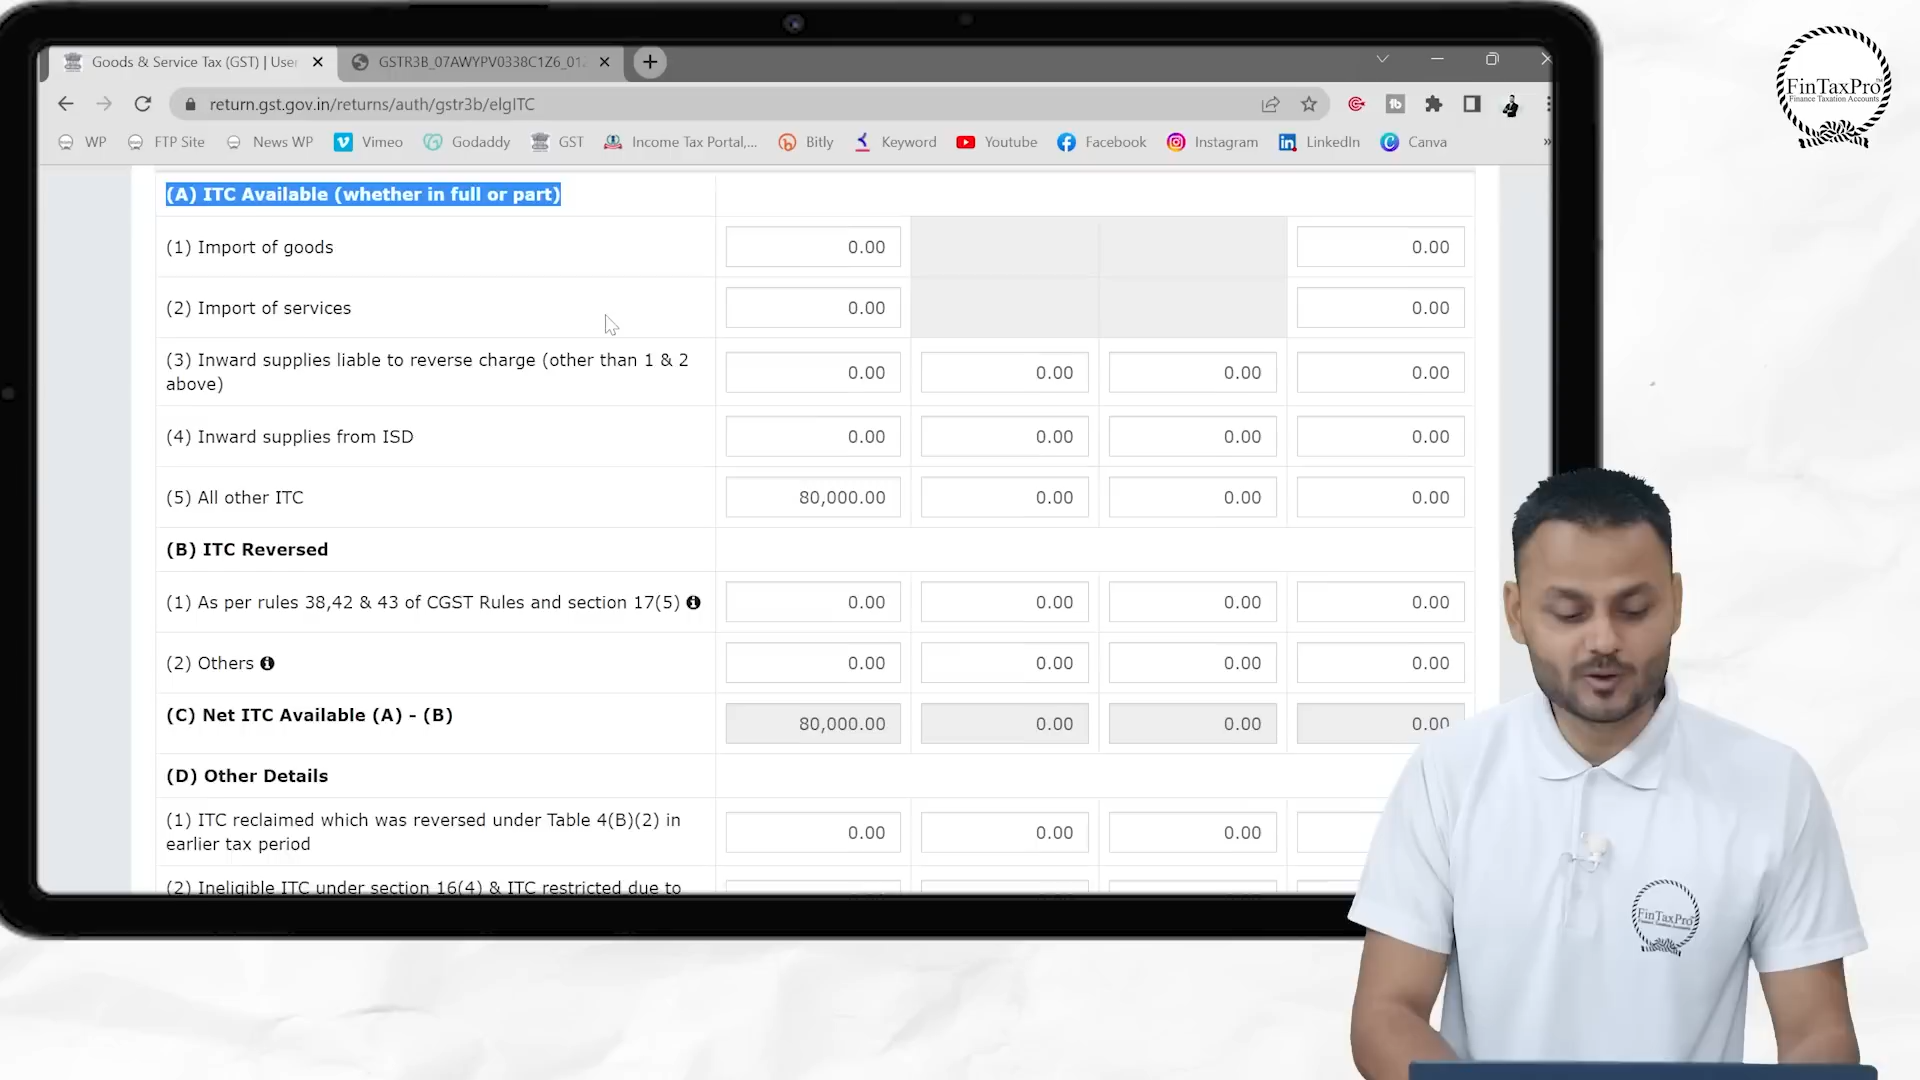 Goods & Service Tax (GST) | User
GSTR3B_07AWYPV0338C1Z6_01
return.gst.gov.in/returns/auth/gstr3b/elgITC
WP
FTP Site
News WP
Vimeo
Godaddy
GST
Income Tax Portal,...
Bitly
Keyword
Youtube
Facebook
Instagram
LinkedIn
Canva
»
FinTaxPro
Finance Taxation Accounts
(A) ITC Available (whether in full or part)
(1) Import of goods 0.00 0.00
(2) Import of services 0.00 0.00
(3) Inward supplies liable to reverse charge (other than 1 & 2
above) 0.00 0.00 0.00 0.00
(4) Inward supplies from ISD 0.00 0.00 0.00 0.00
(5) All other ITC 80,000.00 0.00 0.00 0.00
(B) ITC Reversed
(1) As per rules 38,42 & 43 of CGST Rules and section 17(5) 0.00 0.00 0.00 0.00
(2) Others 0.00 0.00 0.00 0.00
(C) Net ITC Available (A) - (B) 80,000.00 0.00 0.00 0.00
(D) Other Details
(1) ITC reclaimed which was reversed under Table 4(B)(2) in
earlier tax period 0.00 0.00 0.00
(2) Ineligible ITC under section 16(4) & ITC restricted due to
FinTaxPro